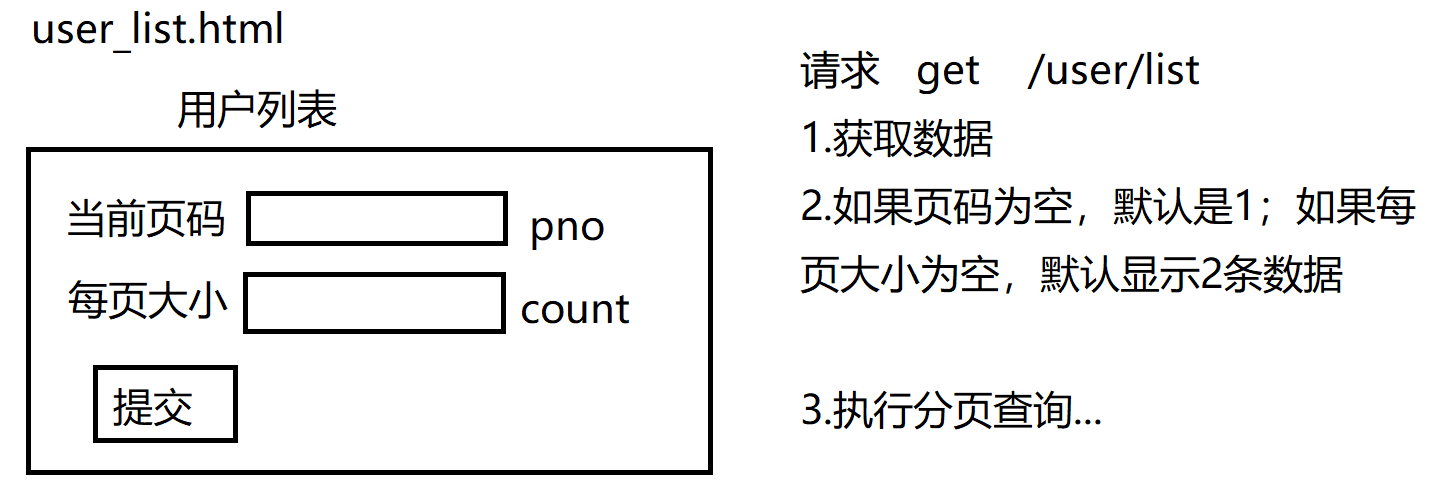 user_list.html
用户列表
当前页码 pno
每页大小 count
提交
请求 get /user/list
1.获取数据
2.如果页码为空，默认是1；如果每
页大小为空，默认显示2条数据
3.执行分页查询...